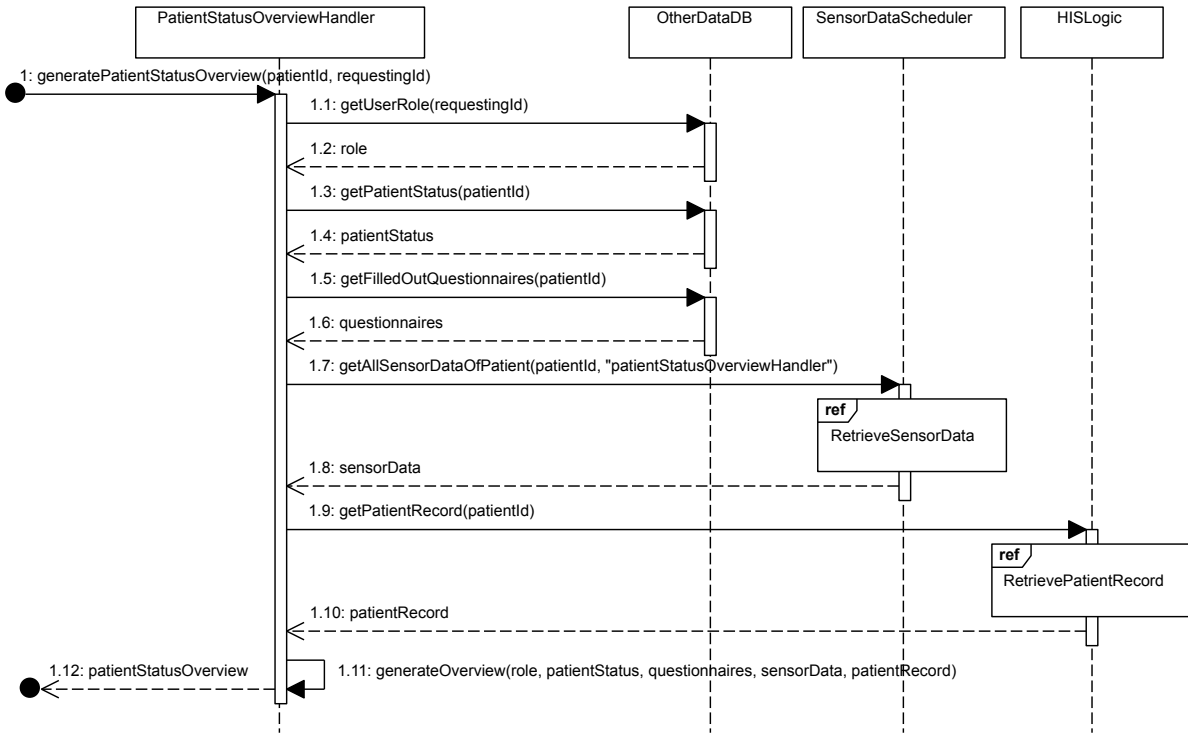 PatientStatusOverviewHandler
OtherDataDB
SensorDataScheduler
HISLogic
1: generatePatientStatusOverview(patientId, requestingId)
1.1: getUserRole(requestingId)
1.2: role
1.3: getPatientStatus(patientId)
1.4: patientStatus
1.5: getFilledOutQuestionnaires(patientId)
1.6: questionnaires
1.7: getAllSensorDataOfPatient(patientId, "patientStatusOverviewHandler")
ref
RetrieveSensorData
1.8: sensorData
1.9: getPatientRecord(patientId)
ref
RetrievePatientRecord
1.10: patientRecord
1.12: patientStatusOverview
1.11: generateOverview(role, patientStatus, questionnaires, sensorData, patientRecord)